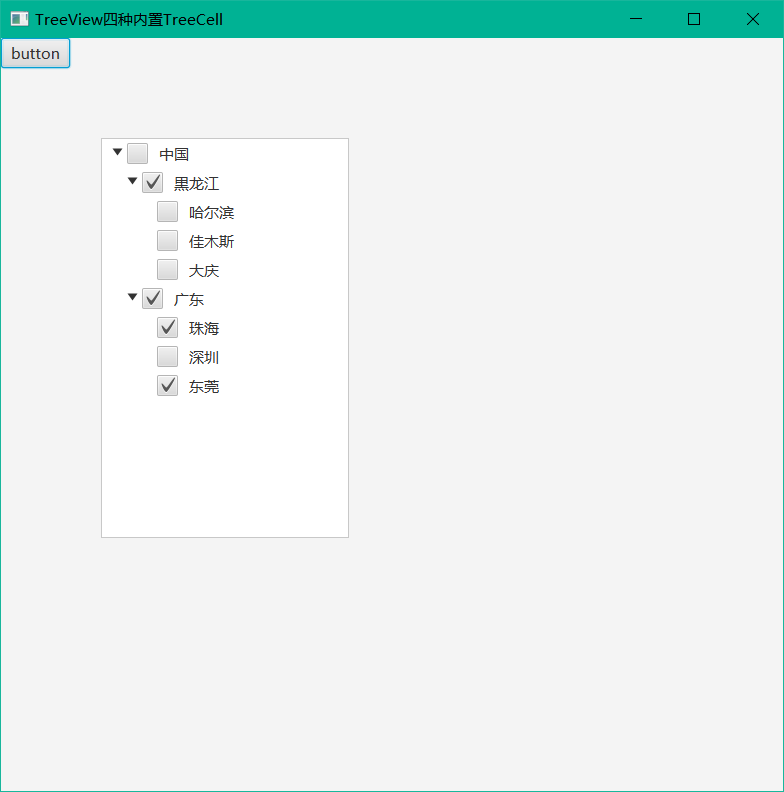 TreeView四种内置TreeCell
button
中国
黑龙江
哈尔滨
佳木斯
大庆
广东
珠海
深圳
东莞